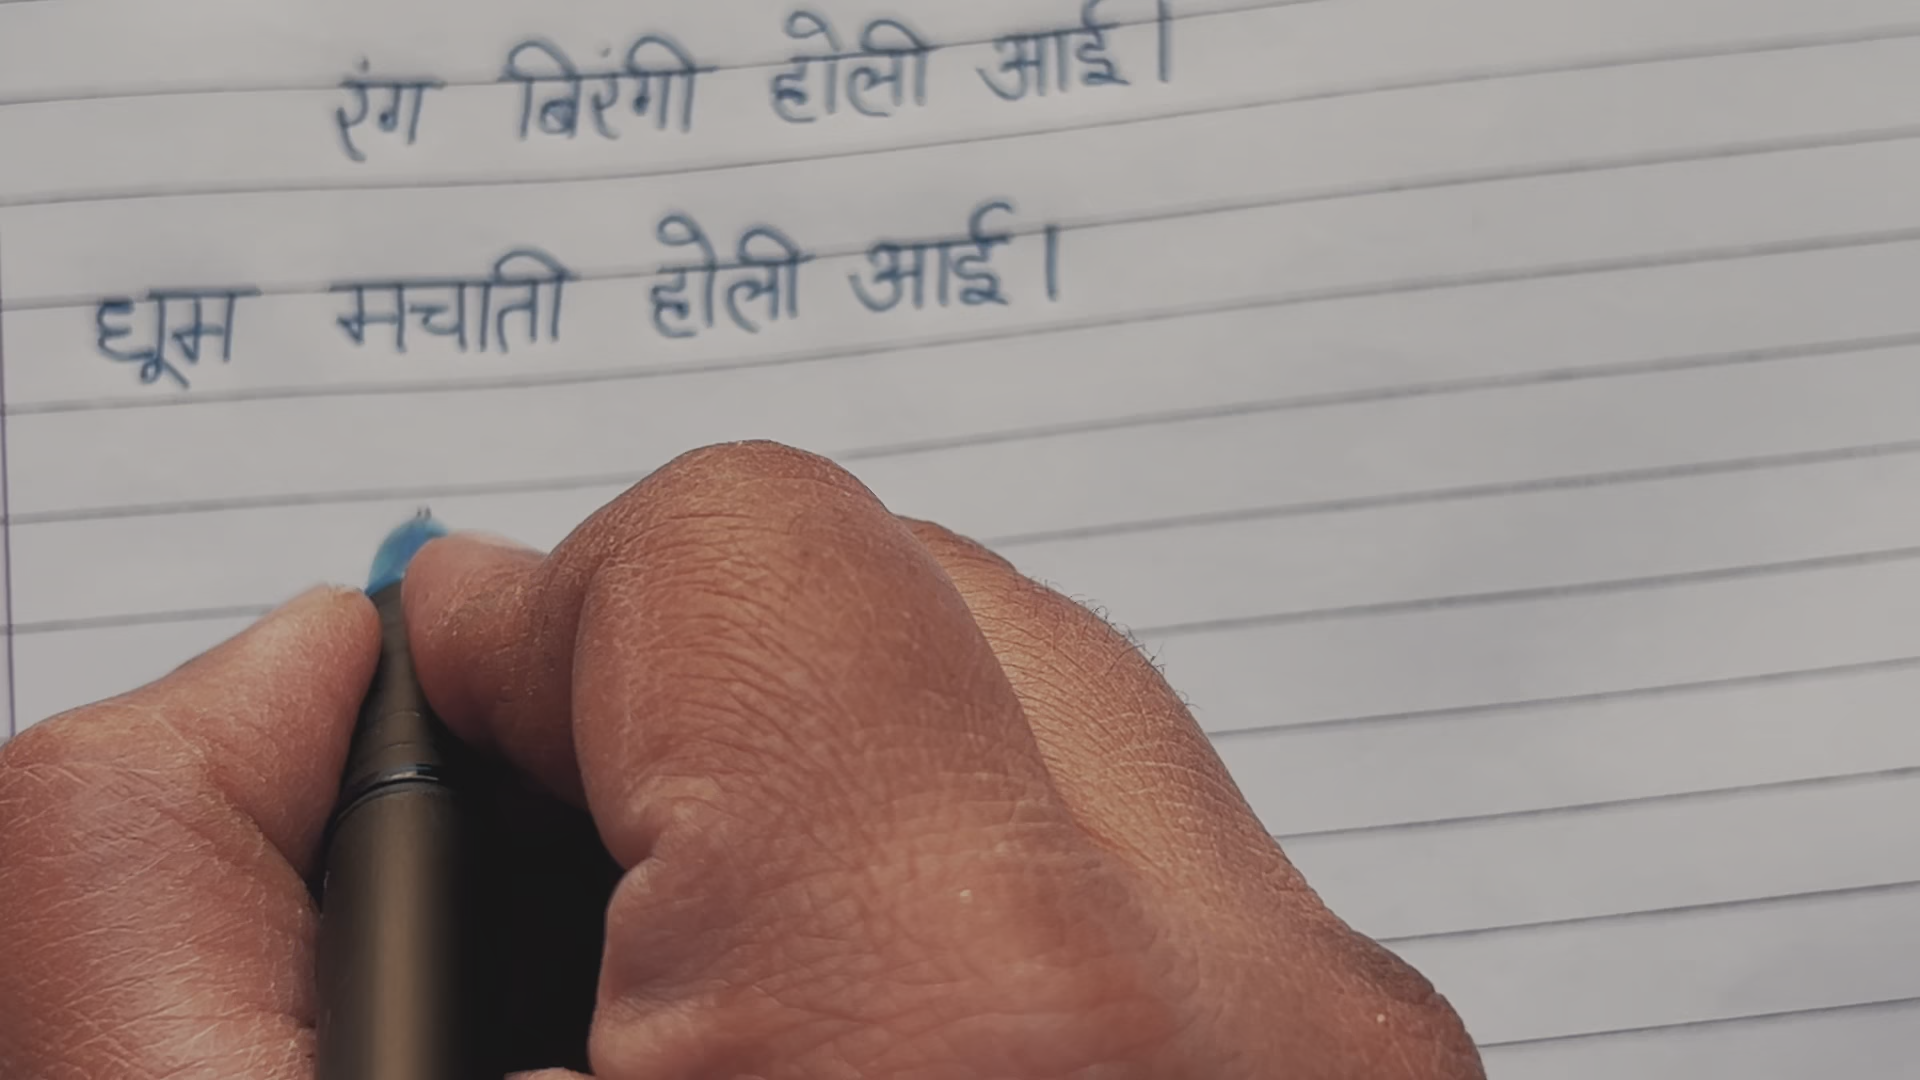 रंग बिरंगी होली आई।
धूम मचाती होली आई।